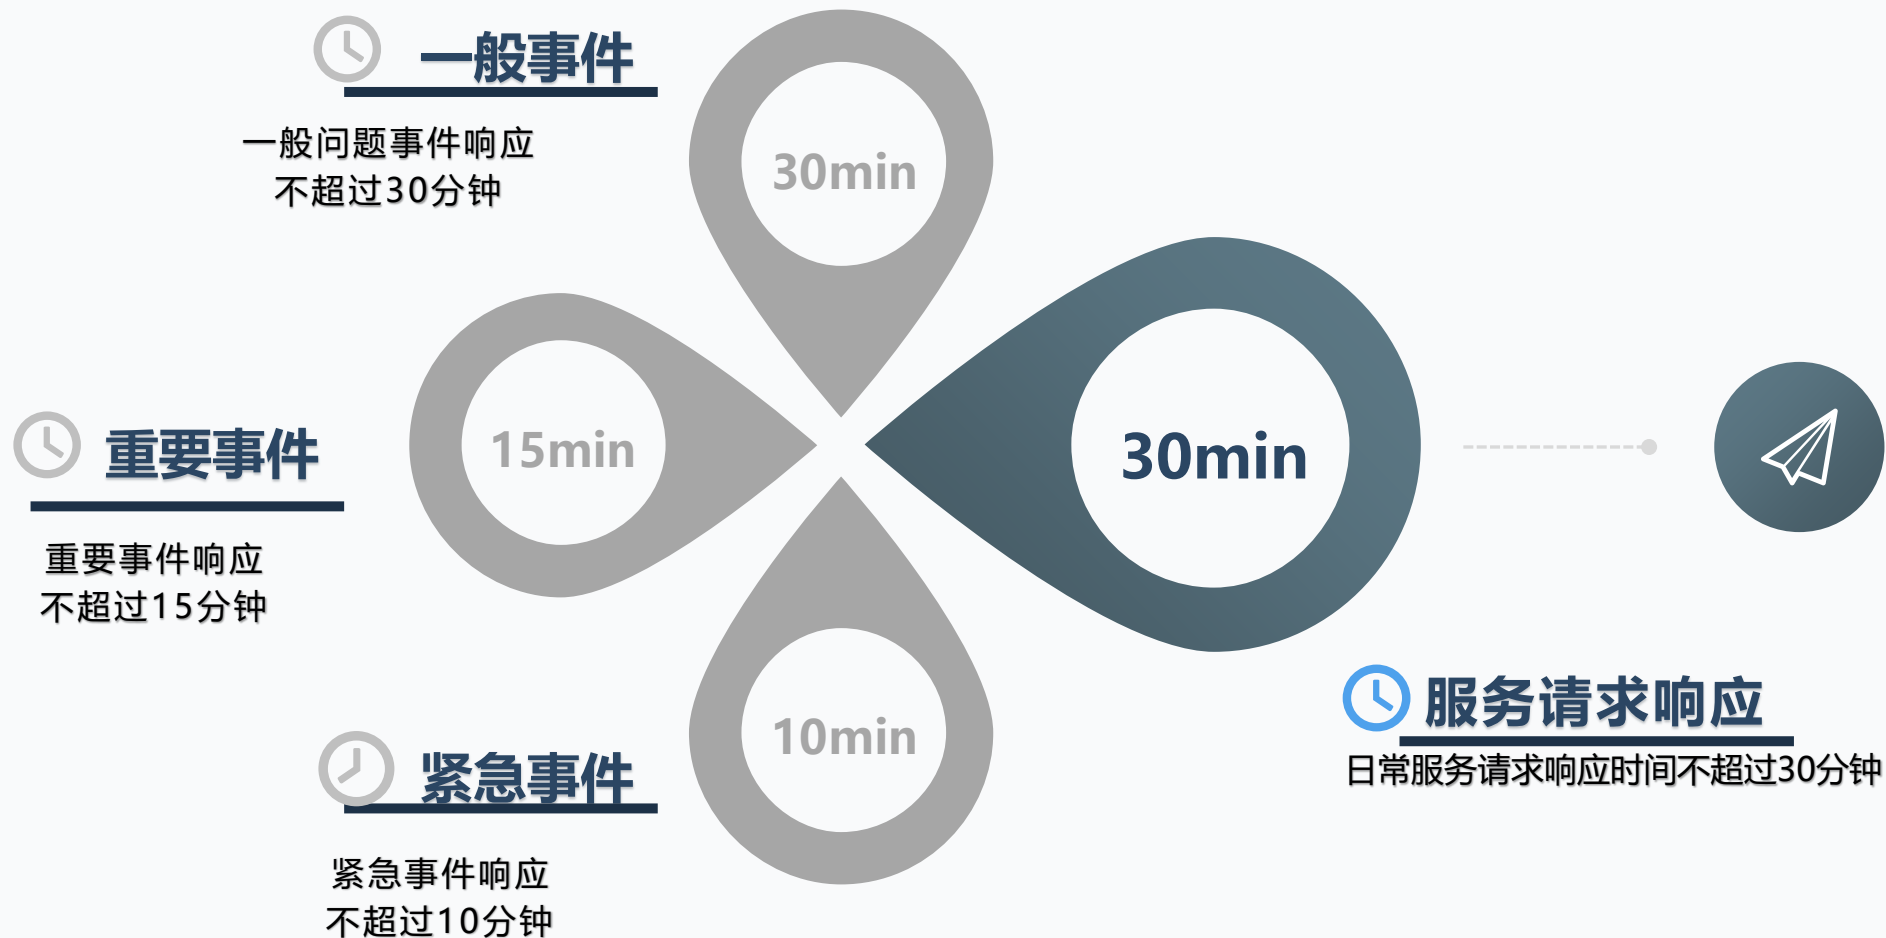 一般事件
一般问题事件响应
不超过30分钟
30min
重要事件
重要事件响应
不超过15分钟
15min
30min
紧急事件
紧急事件响应
不超过10分钟
10min
服务请求响应
日常服务请求响应时间不超过30分钟